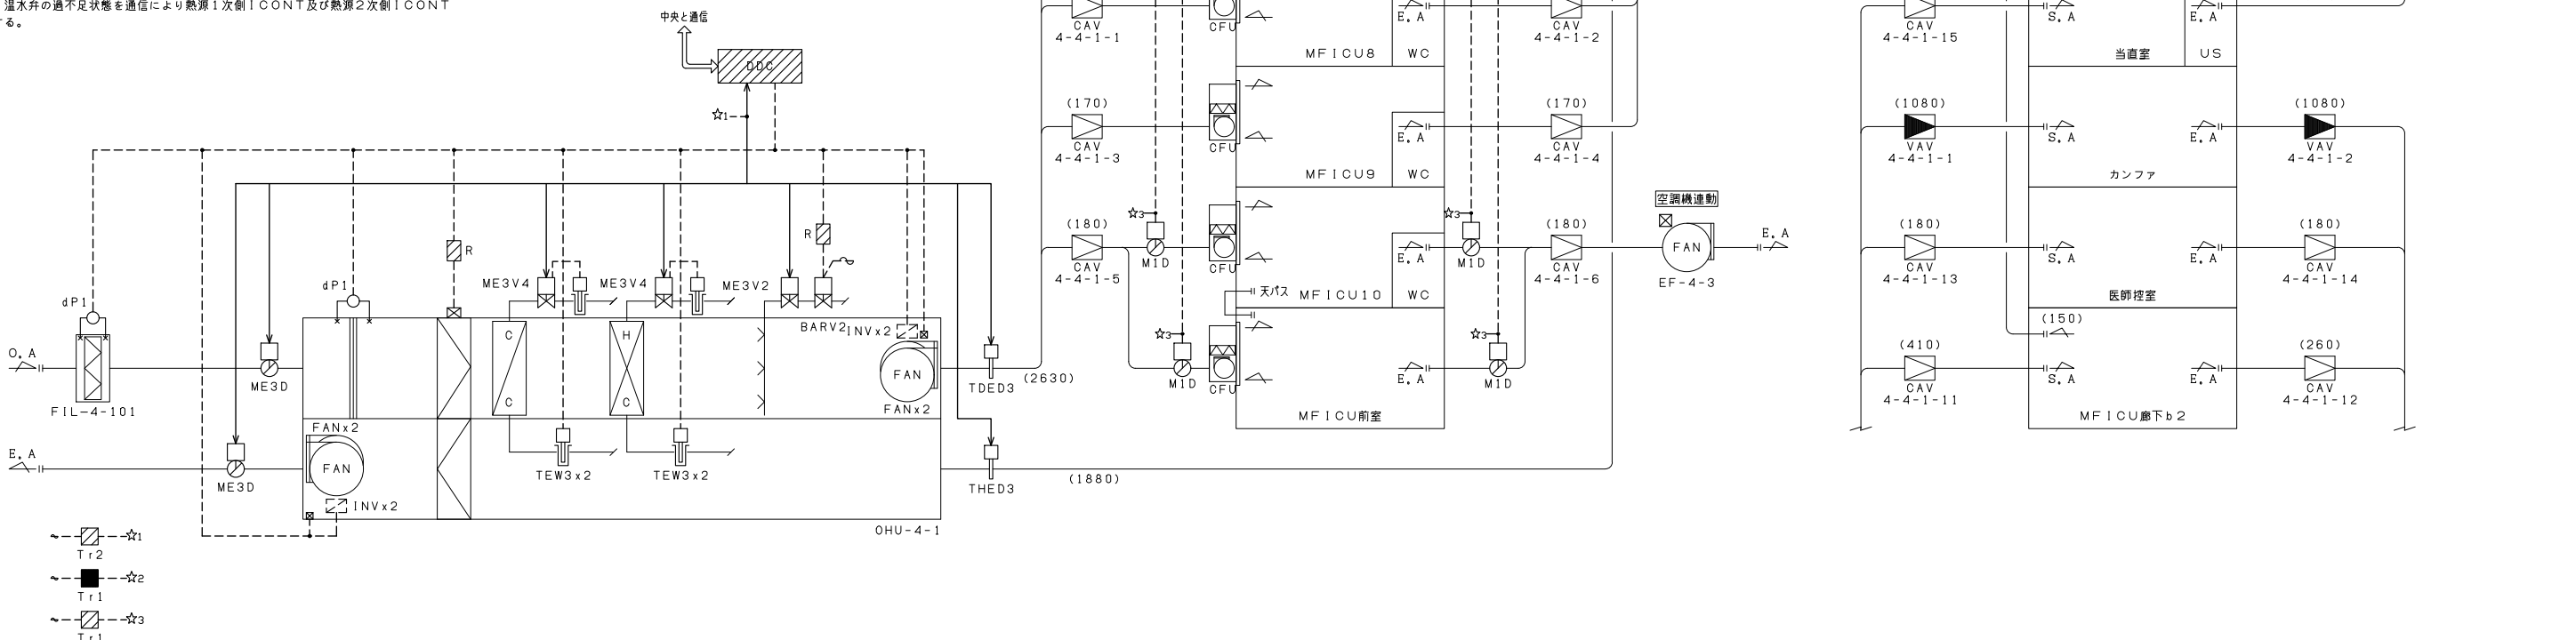 温水弁の過不足状態を通信により熱源1次側ICONT及び熱源2次側ICONT
る。
中央と通信
DDC
☆1
R
R
dP1
dP1
ME3V4
ME3V4
ME3V2
BARV2
INVx2
O.A
FIL-4-101
ME3D
C
C
H
C
FAN
FANx2
TDED3
(2630)
E.A
ME3D
FANx2
FAN
INVx2
TEW3x2
TEW3x2
THED3
(1880)
OHU-4-1
☆1
Tr2
☆2
Tr1
☆3
Tr1
CAV
4-4-1-1
CFU
MFICU8
E.A
WC
CAV
4-4-1-2
(170)
CAV
4-4-1-3
CFU
MFICU9
E.A
WC
(170)
CAV
4-4-1-4
(180)
CAV
4-4-1-5
☆3
M1D
CFU
天パス
MFICU10
E.A
WC
☆3
M1D
(180)
CAV
4-4-1-6
空調機連動
FAN
EF-4-3
E.A
☆3
M1D
CFU
MFICU前室
E.A
☆3
M1D
CAV
4-4-1-15
S.A
当直室
E.A
US
(1080)
VAV
4-4-1-1
S.A
カンファ
E.A
(1080)
VAV
4-4-1-2
(180)
CAV
4-4-1-13
S.A
医師控室
E.A
(180)
CAV
4-4-1-14
(150)
(410)
CAV
4-4-1-11
S.A
MFICU廊下b2
E.A
(260)
CAV
4-4-1-12